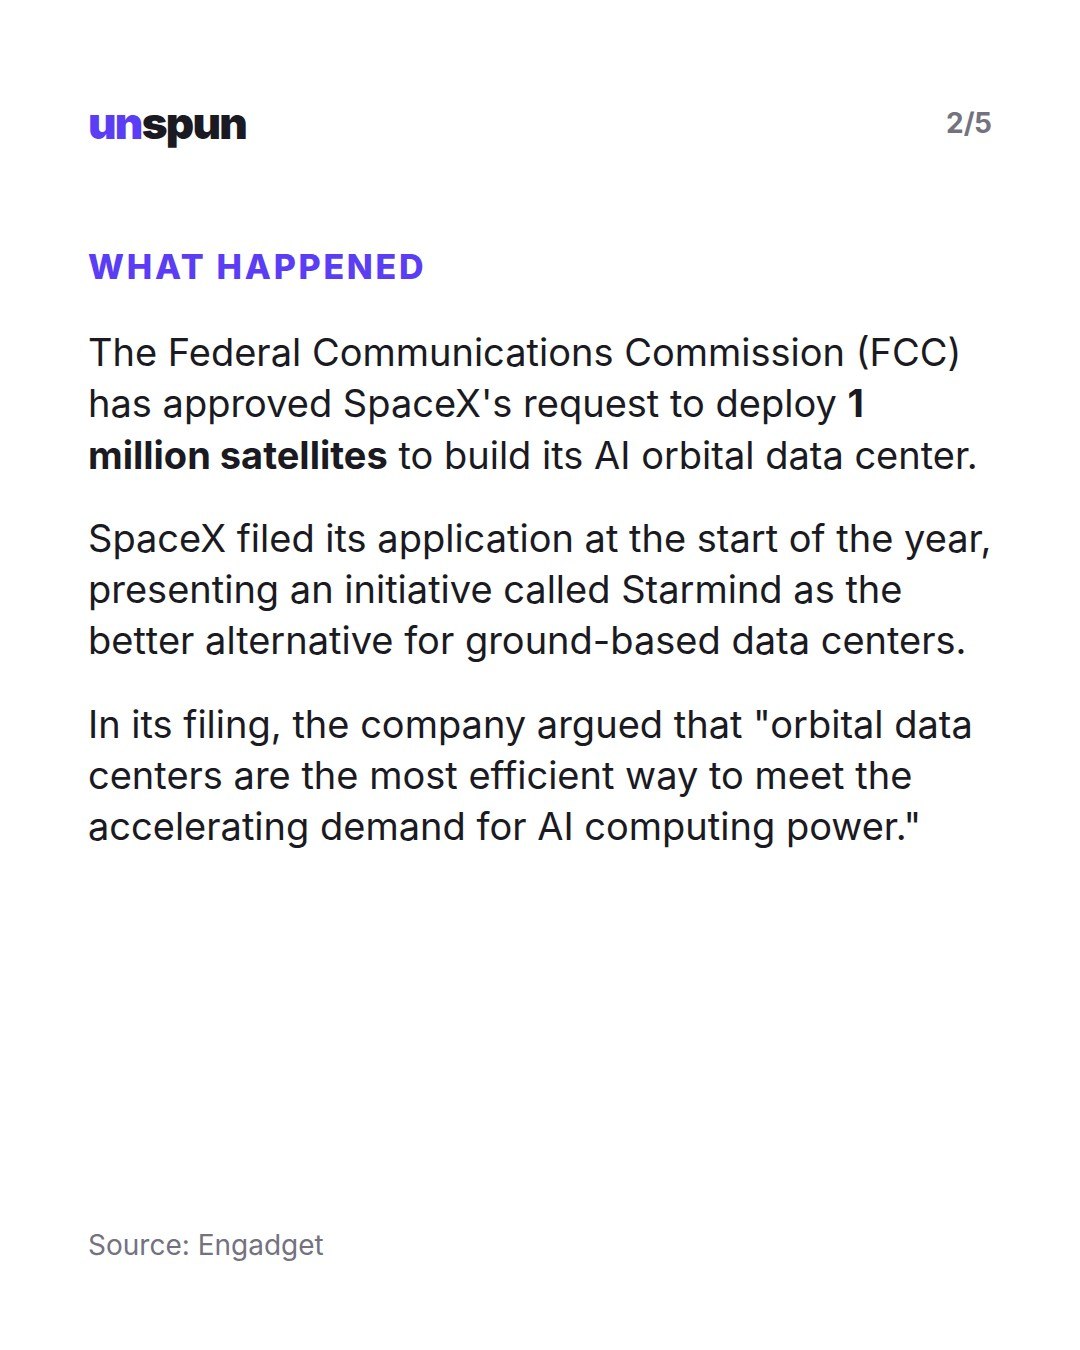 unspun
2/5
WHAT HAPPENED
The Federal Communications Commission (FCC)
has approved SpaceX's request to deploy 1
million satellites to build its AI orbital data center.
SpaceX filed its application at the start of the year,
presenting an initiative called Starmind as the
better alternative for ground-based data centers.
In its filing, the company argued that "orbital data
centers are the most efficient way to meet the
accelerating demand for AI computing power."
Source: Engadget